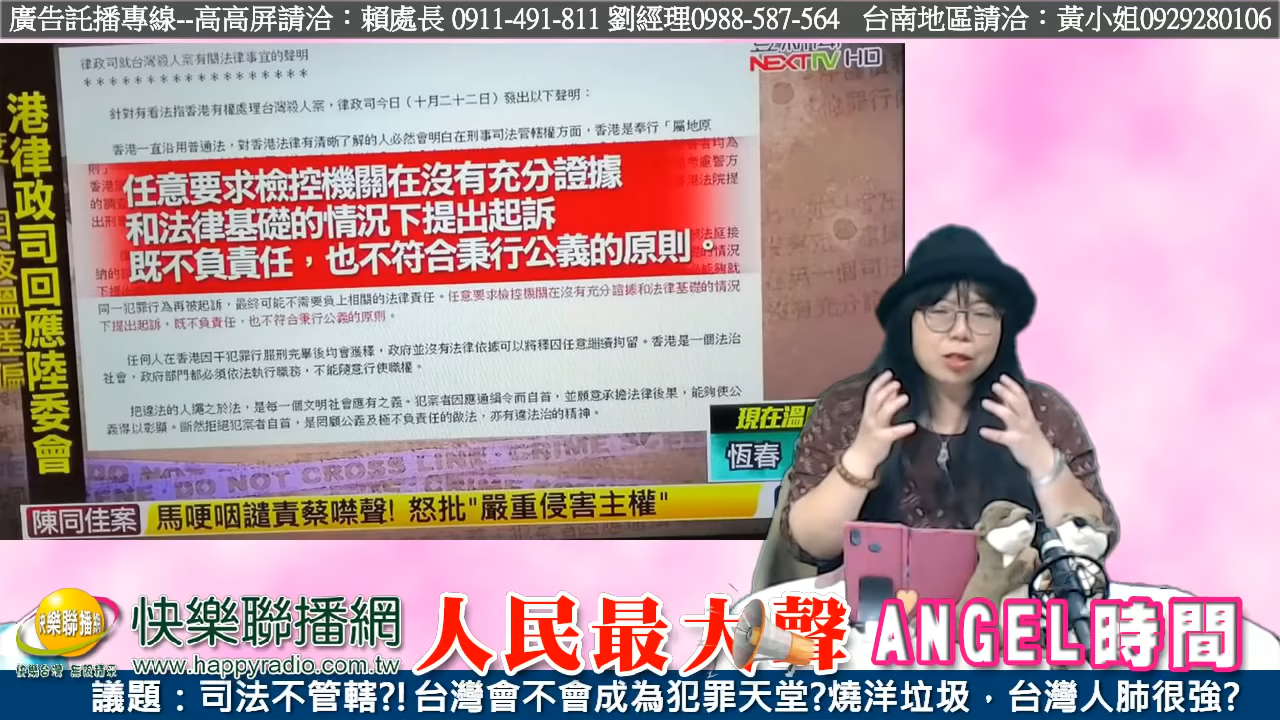 廣告託播專線--高高屏請洽：賴處長 0911-491-811 劉經理0988-587-564 台南地區請洽：黃小姐0929280106
律政司就台灣殺人案有關法律事宜的聲明
******************
針對有看法指香港有權處理台灣殺人案，律政司今日（十月二十二日）發出以下聲明：
香港一直沿用普通法，對香港法律有清晰了解的人必然會明白在刑事司法管轄權方面，香港是奉行「屬地原
任意要求檢控機關在沒有充分證據
和法律基礎的情況下提出起訴
既不負責任，也不符合秉行公義的原則。
同一犯罪行為再被起訴，最終可能不需要負上相關的法律責任。任意要求檢控機關在沒有充分證據和法律基礎的情況
下提出起訴，既不負責任，也不符合秉行公義的原則。
任何人在香港因干犯罪行服刑完畢後均會獲釋，政府並沒有法律依據可以將釋囚任意繼續拘留。香港是一個法治
社會，政府部門都必須依法執行職務，不能隨意行使職權。
把違法的人繩之於法，是每一個文明社會應有之義。犯案者因應通緝令而自首，並願意承擔法律後果，能夠使公
義得以彰顯。斷然拒絕犯案者自首，是罔顧公義及極不負責任的做法，亦有違法治的精神。
港律政司回應陸委會
NEXTTV HD
現在溫
恆春
DO NOT CROSS LINE
陳同佳案 馬哽咽譴責蔡噤聲! 怒批"嚴重侵害主權"
快樂聯播網
快樂聯播網
www.happyradio.com.tw
人民最大聲 ANGEL時間
議題：司法不管轄?! 台灣會不會成為犯罪天堂?燒洋垃圾，台灣人肺很強?